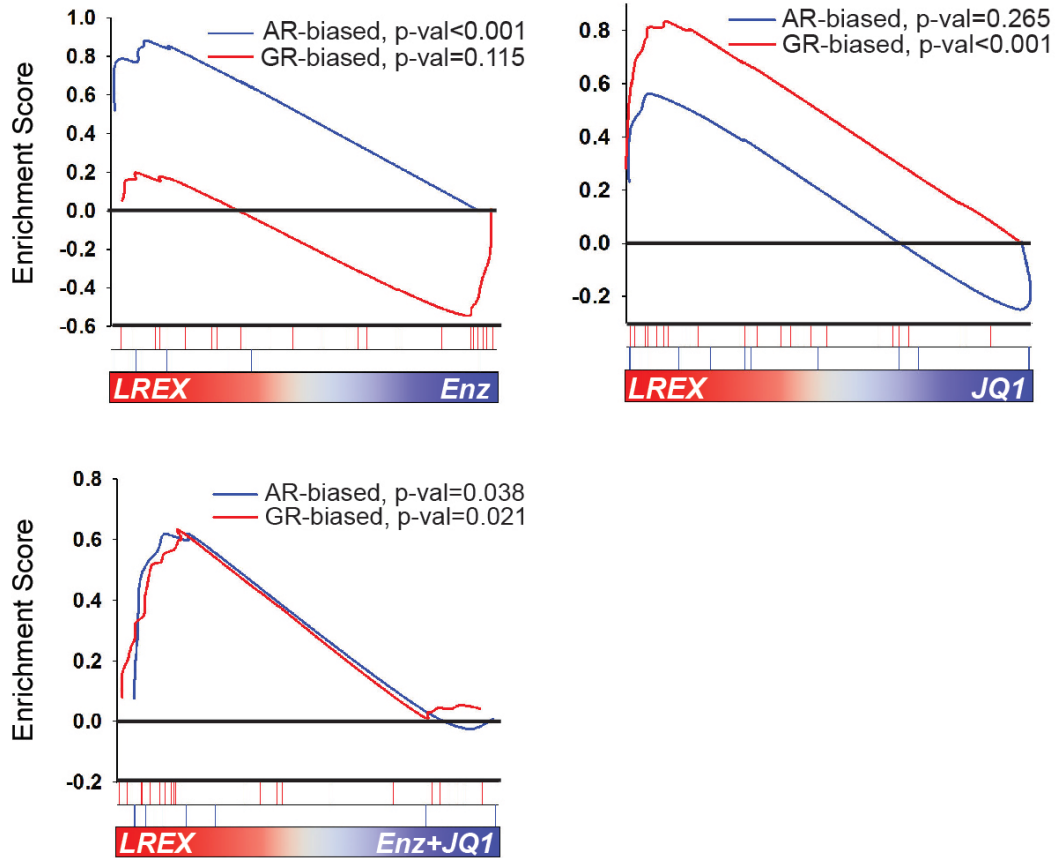 AR-biased, p-val<0.001
GR-biased, p-val=0.115
Enrichment Score
1.0
0.8
0.6
0.4
0.2
0.0
-0.2
-0.4
-0.6
LREX Enz
AR-biased, p-val=0.265
GR-biased, p-val<0.001
0.8
0.6
0.4
0.2
0.0
-0.2
LREX JQ1
AR-biased, p-val=0.038
GR-biased, p-val=0.021
Enrichment Score
0.8
0.6
0.4
0.2
0.0
-0.2
LREX Enz+JQ1